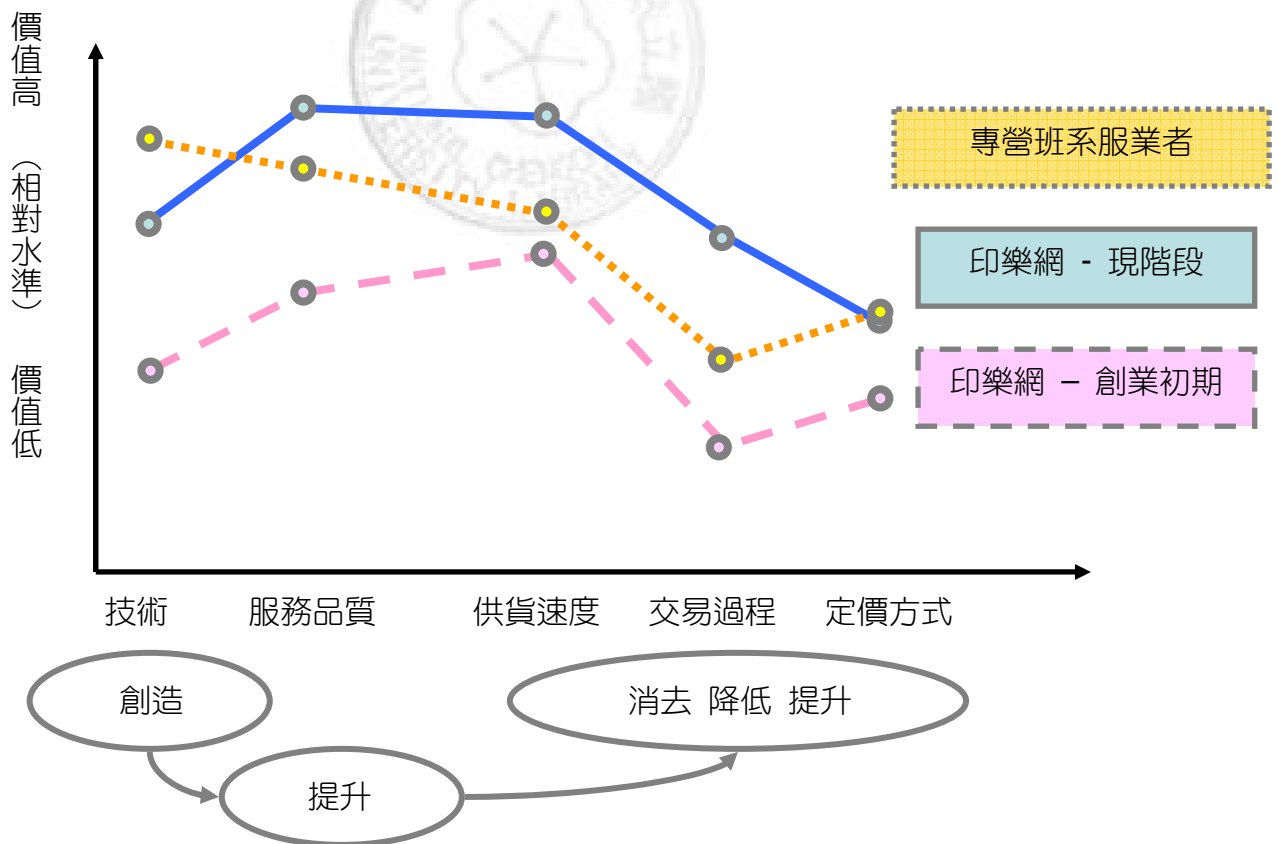 價值高 （相對水準） 價值低
專營班系服業者
印樂網 - 現階段
印樂網 – 創業初期
技術 服務品質 供貨速度 交易過程 定價方式
創造
消去 降低 提升
提升